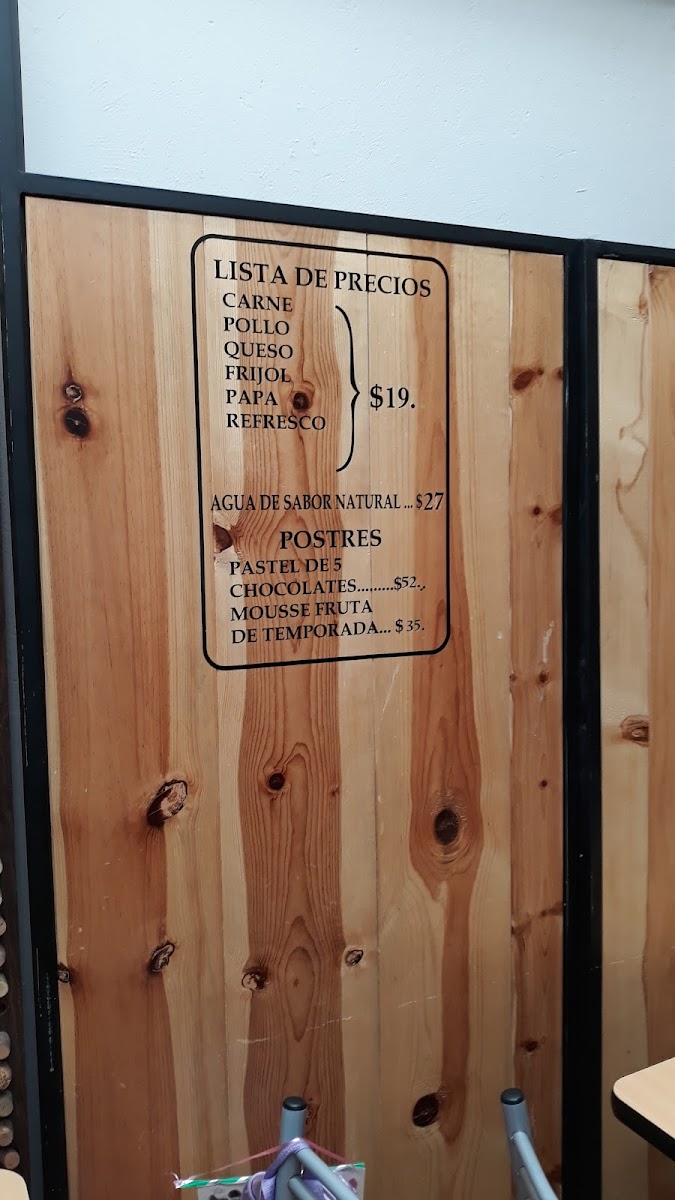 LISTA DE PRECIOS
CARNE
POLLO
QUESO
FRIJOL
PAPA
REFRESCO
$19.
AGUA DE SABOR NATURAL ... $27
POSTRES
PASTEL DE 5
CHOCOLATES.........$52.,
MOUSSE FRUTA
DE TEMPORADA... $ 35.